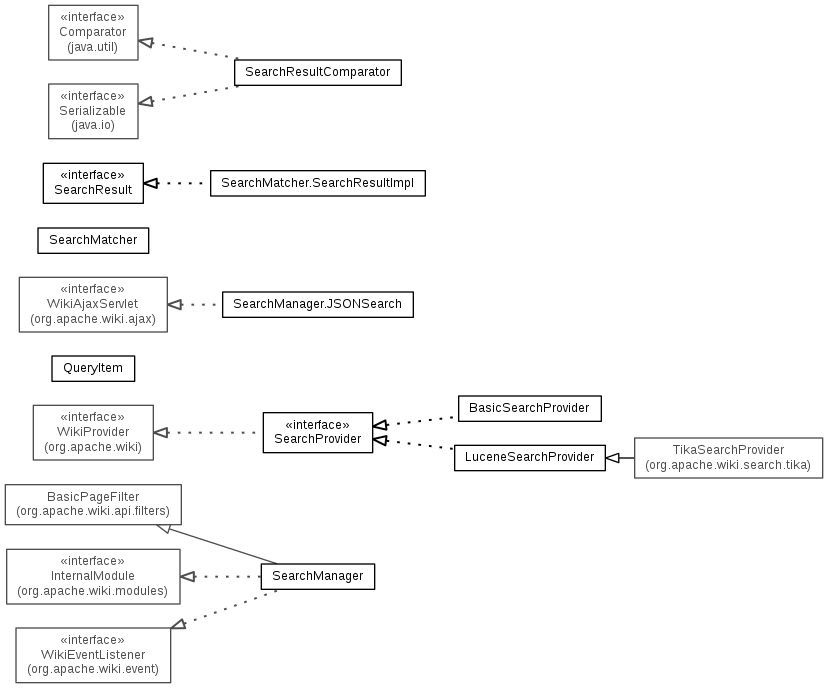 «interface»
Comparator
(java.util)
SearchResultComparator
«interface»
Serializable
(java.io)
«interface»
SearchResult
SearchMatcher.SearchResultImpl
SearchMatcher
«interface»
WikiAjaxServlet
(org.apache.wiki.ajax)
SearchManager.JSONSearch
QueryItem
«interface»
WikiProvider
(org.apache.wiki)
«interface»
SearchProvider
BasicSearchProvider
LuceneSearchProvider
TikaSearchProvider
(org.apache.wiki.search.tika)
BasicPageFilter
(org.apache.wiki.api.filters)
«interface»
InternalModule
(org.apache.wiki.modules)
SearchManager
«interface»
WikiEventListener
(org.apache.wiki.event)